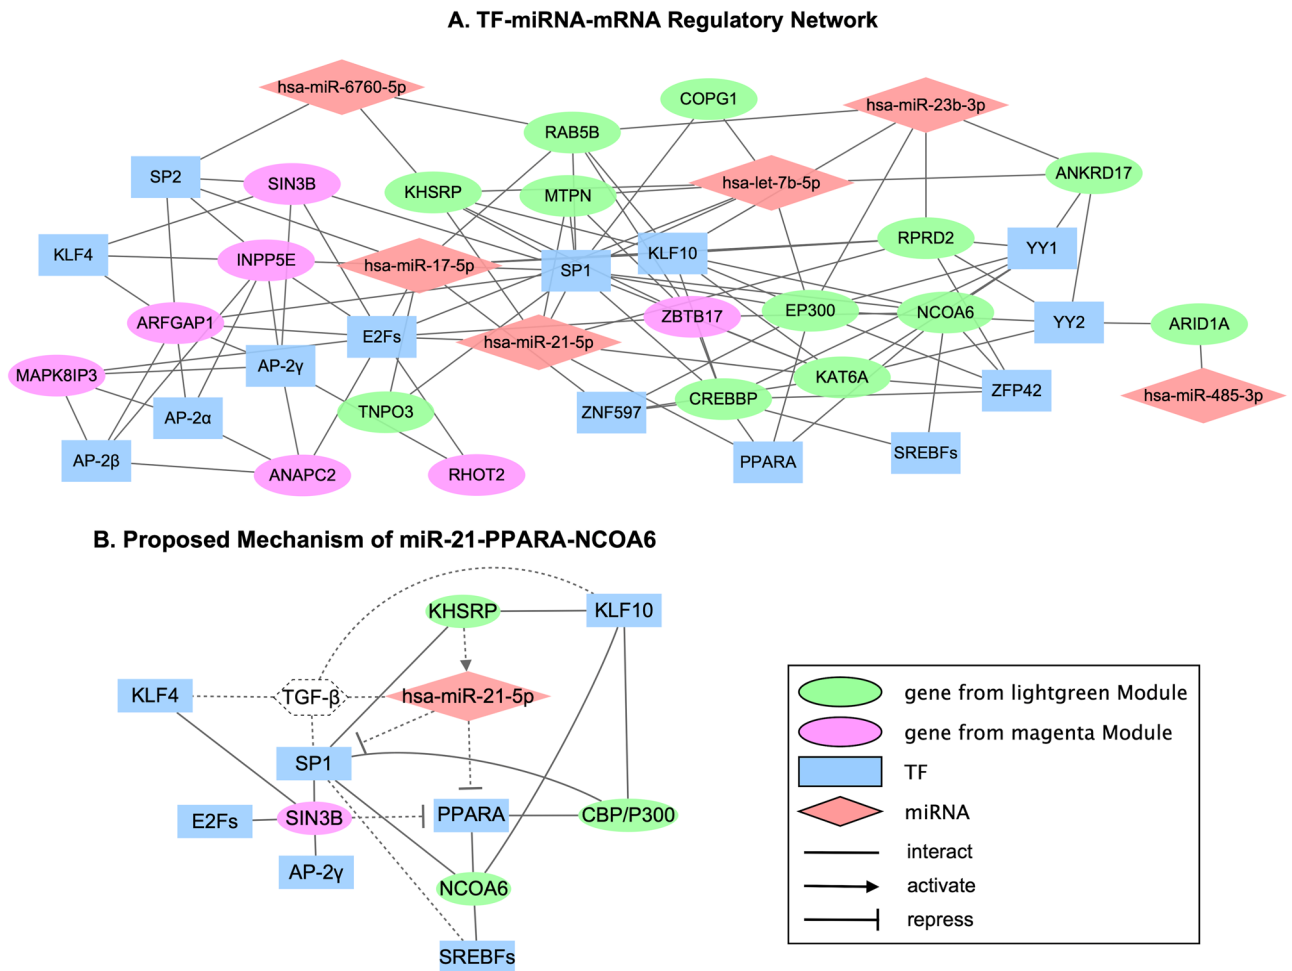 A. TF-miRNA-mRNA Regulatory Network
hsa-miR-6760-5p
COPG1
hsa-miR-23b-3p
RAB5B
SP2
SIN3B
KHSRP
MTPN
hsa-let-7b-5p
ANKRD17
KLF4
INPP5E
hsa-miR-17-5p
SP1
KLF10
RPRD2
YY1
ARFGAP1
E2Fs
hsa-miR-21-5p
ZBTB17
EP300
NCOA6
YY2
ARID1A
MAPK8IP3
AP-2γ
KAT6A
ZFP42
hsa-miR-485-3p
AP-2α
TNPO3
ZNF597
CREBBP
AP-2β
ANAPC2
RHOT2
PPARA
SREBFs
B. Proposed Mechanism of miR-21-PPARA-NCOA6
KHSRP
KLF10
KLF4
TGF-β
hsa-miR-21-5p
SP1
E2Fs
SIN3B
PPARA
CBP/P300
AP-2γ
NCOA6
SREBFs
gene from lightgreen Module
gene from magenta Module
TF
miRNA
interact
activate
repress